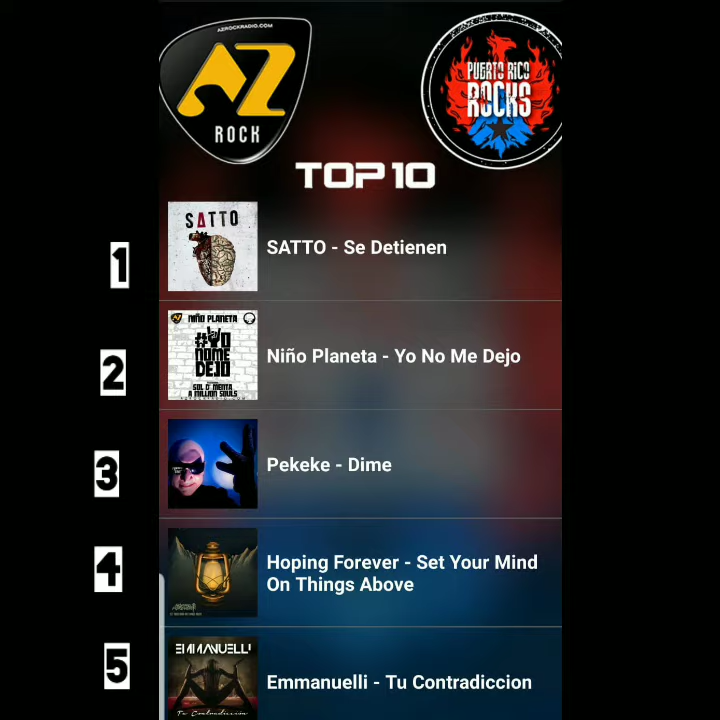 AZROCKRADIO.COM
AZ
ROCK
PUERTO RICO
ROCKS
TOP 10
1
SATTO
SATTO - Se Detienen
2
NIÑO PLANETA
#YO
NO ME
DEJO
SOL D' MENTA
A MILLION SOULS
Niño Planeta - Yo No Me Dejo
3
Pekeke - Dime
4
Hoping Forever - Set Your Mind
On Things Above
5
EMMANUELLI
Tu Contradicción
Emmanuelli - Tu Contradiccion